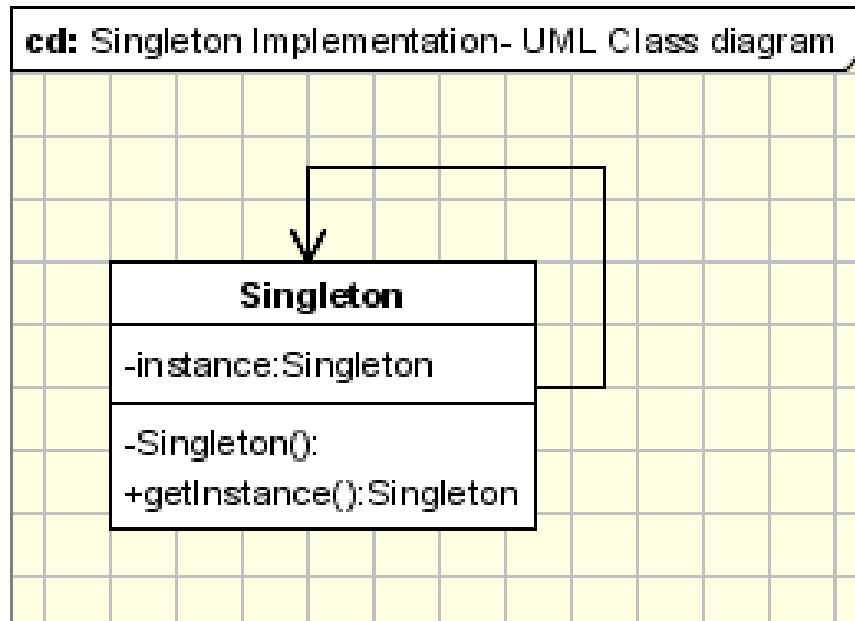 cd: Singleton Implementation- UML Class diagram
Singleton
-instance:Singleton
-Singleton():
+getInstance():Singleton